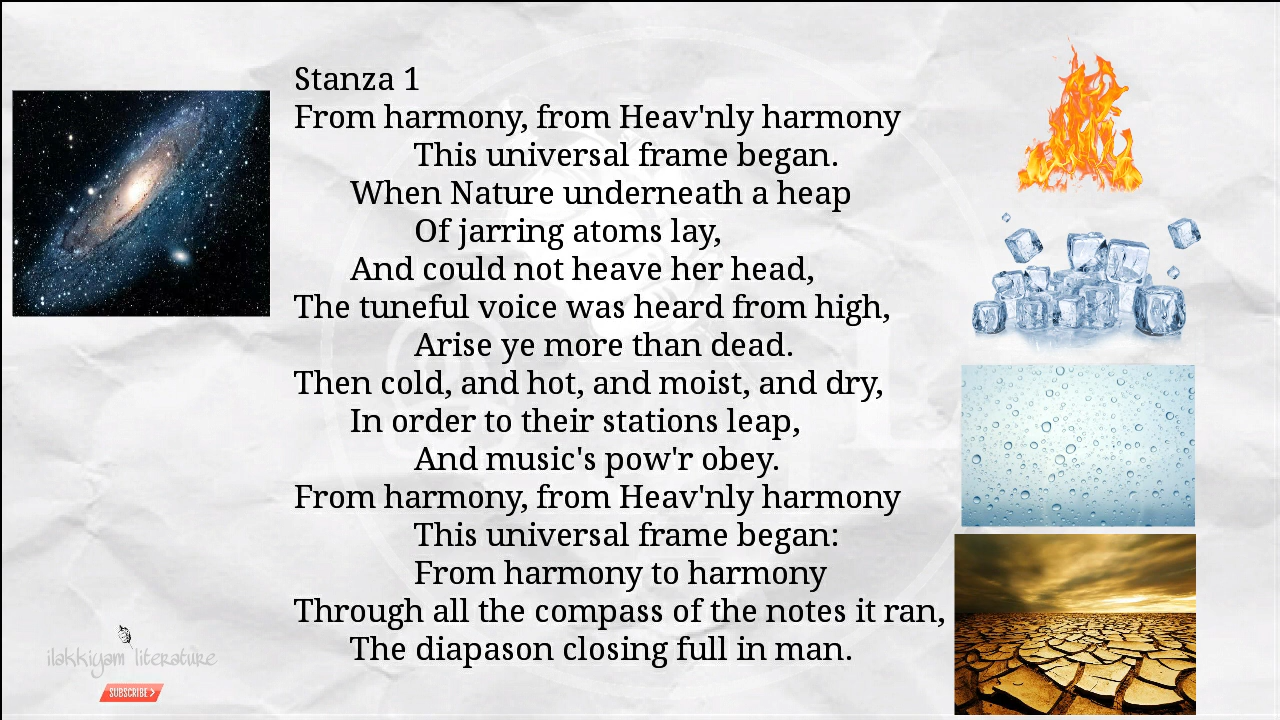 Stanza 1
From harmony, from Heav'nly harmony
This universal frame began.
When Nature underneath a heap
Of jarring atoms lay,
And could not heave her head,
The tuneful voice was heard from high,
Arise ye more than dead.
Then cold, and hot, and moist, and dry,
In order to their stations leap,
And music's pow'r obey.
From harmony, from Heav'nly harmony
This universal frame began:
From harmony to harmony
Through all the compass of the notes it ran,
The diapason closing full in man.
ilakkiyam literature
SUBSCRIBE >